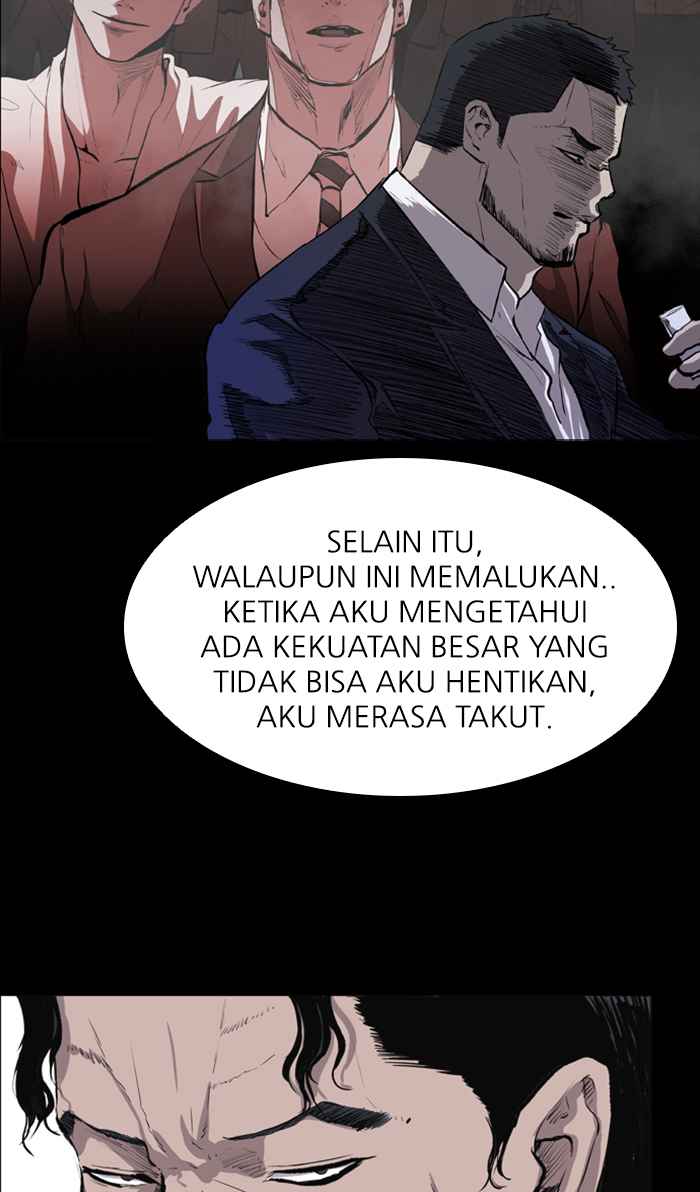 SELAIN ITU,
WALAUPUN INI MEMALUKAN..
KETIKA AKU MENGETAHUI
ADA KEKUATAN BESAR YANG
TIDAK BISA AKU HENTIKAN,
AKU MERASA TAKUT.